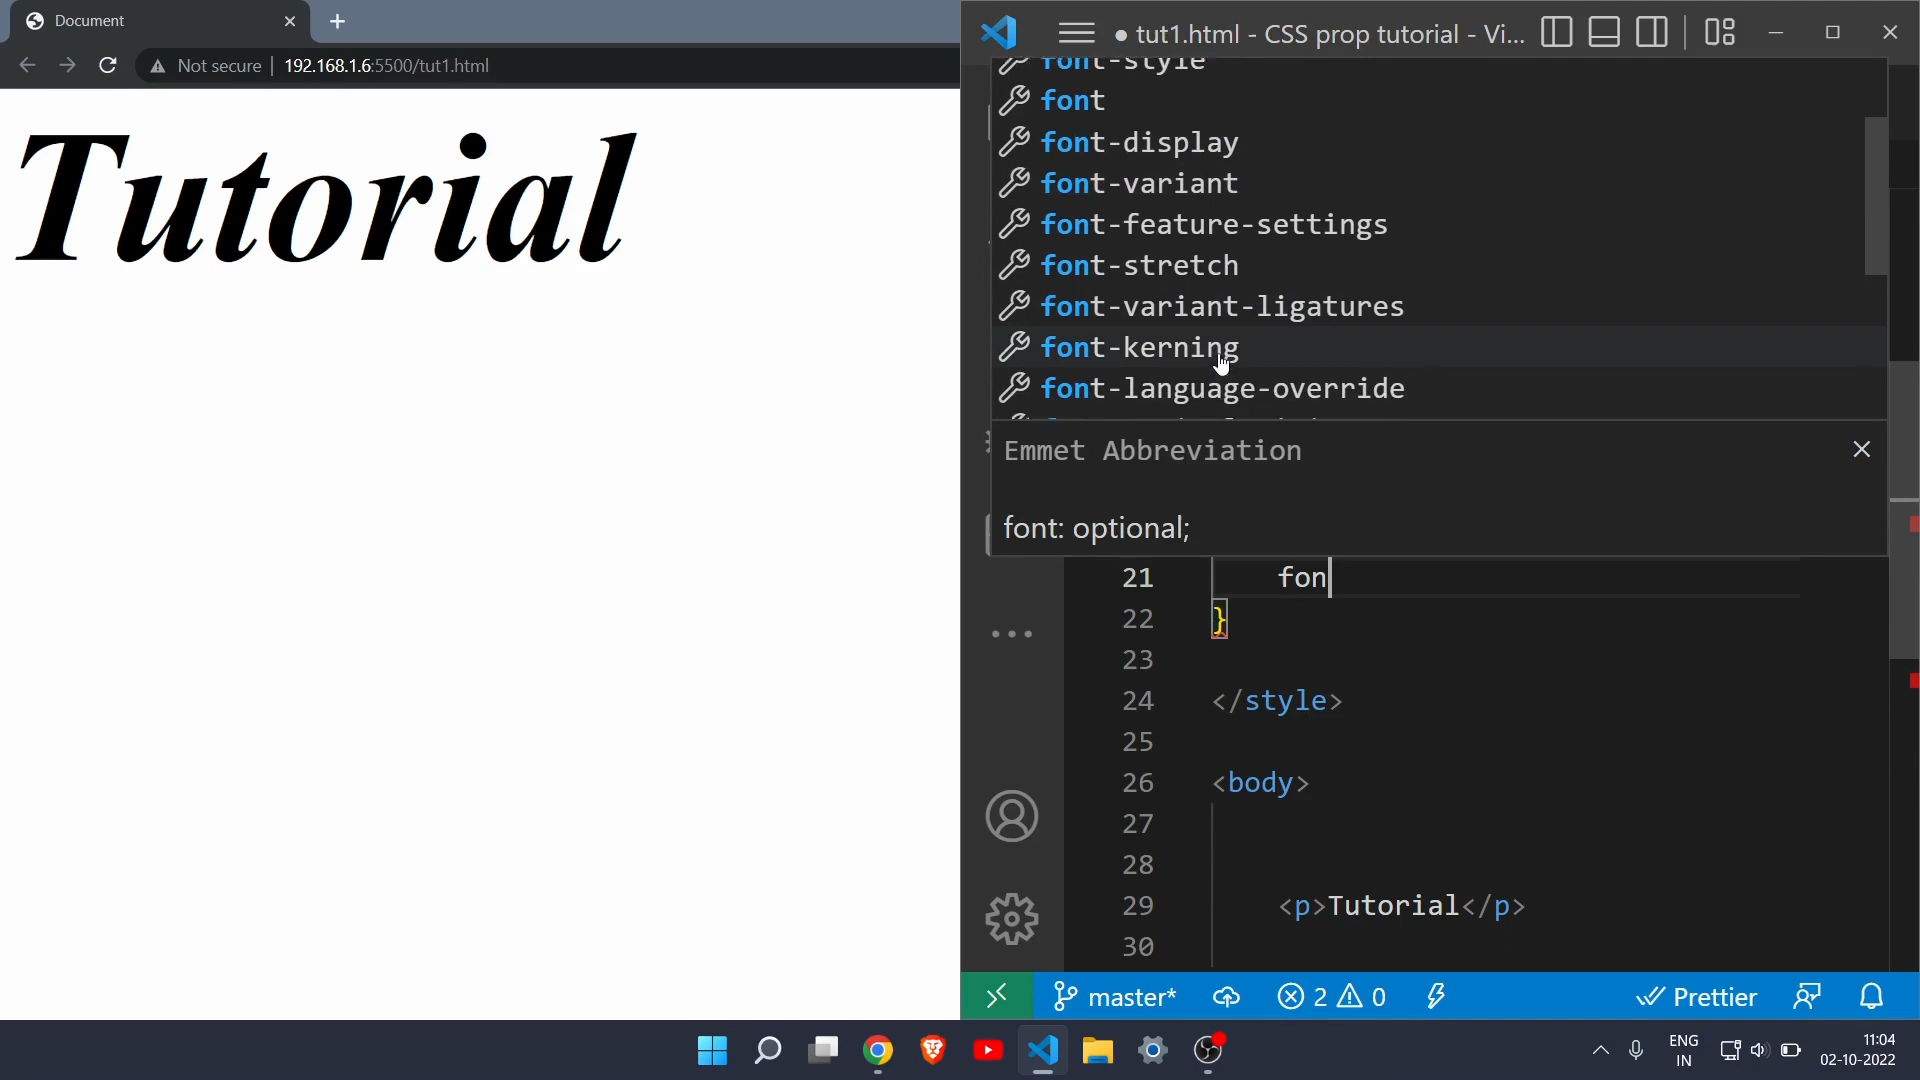 Document
Not secure 192.168.1.6:5500/tut1.html
Tutorial
● tut1.html - CSS prop tutorial - Vi...
font-style
font
font-display
font-variant
font-feature-settings
font-stretch
font-variant-ligatures
font-kerning
font-language-override
Emmet Abbreviation
font: optional;
21 fon
22 }
23
24 </style>
25
26 <body>
27
28
29 <p>Tutorial</p>
30
master* 2 0 Prettier
ENG
IN
11:04
02-10-2022